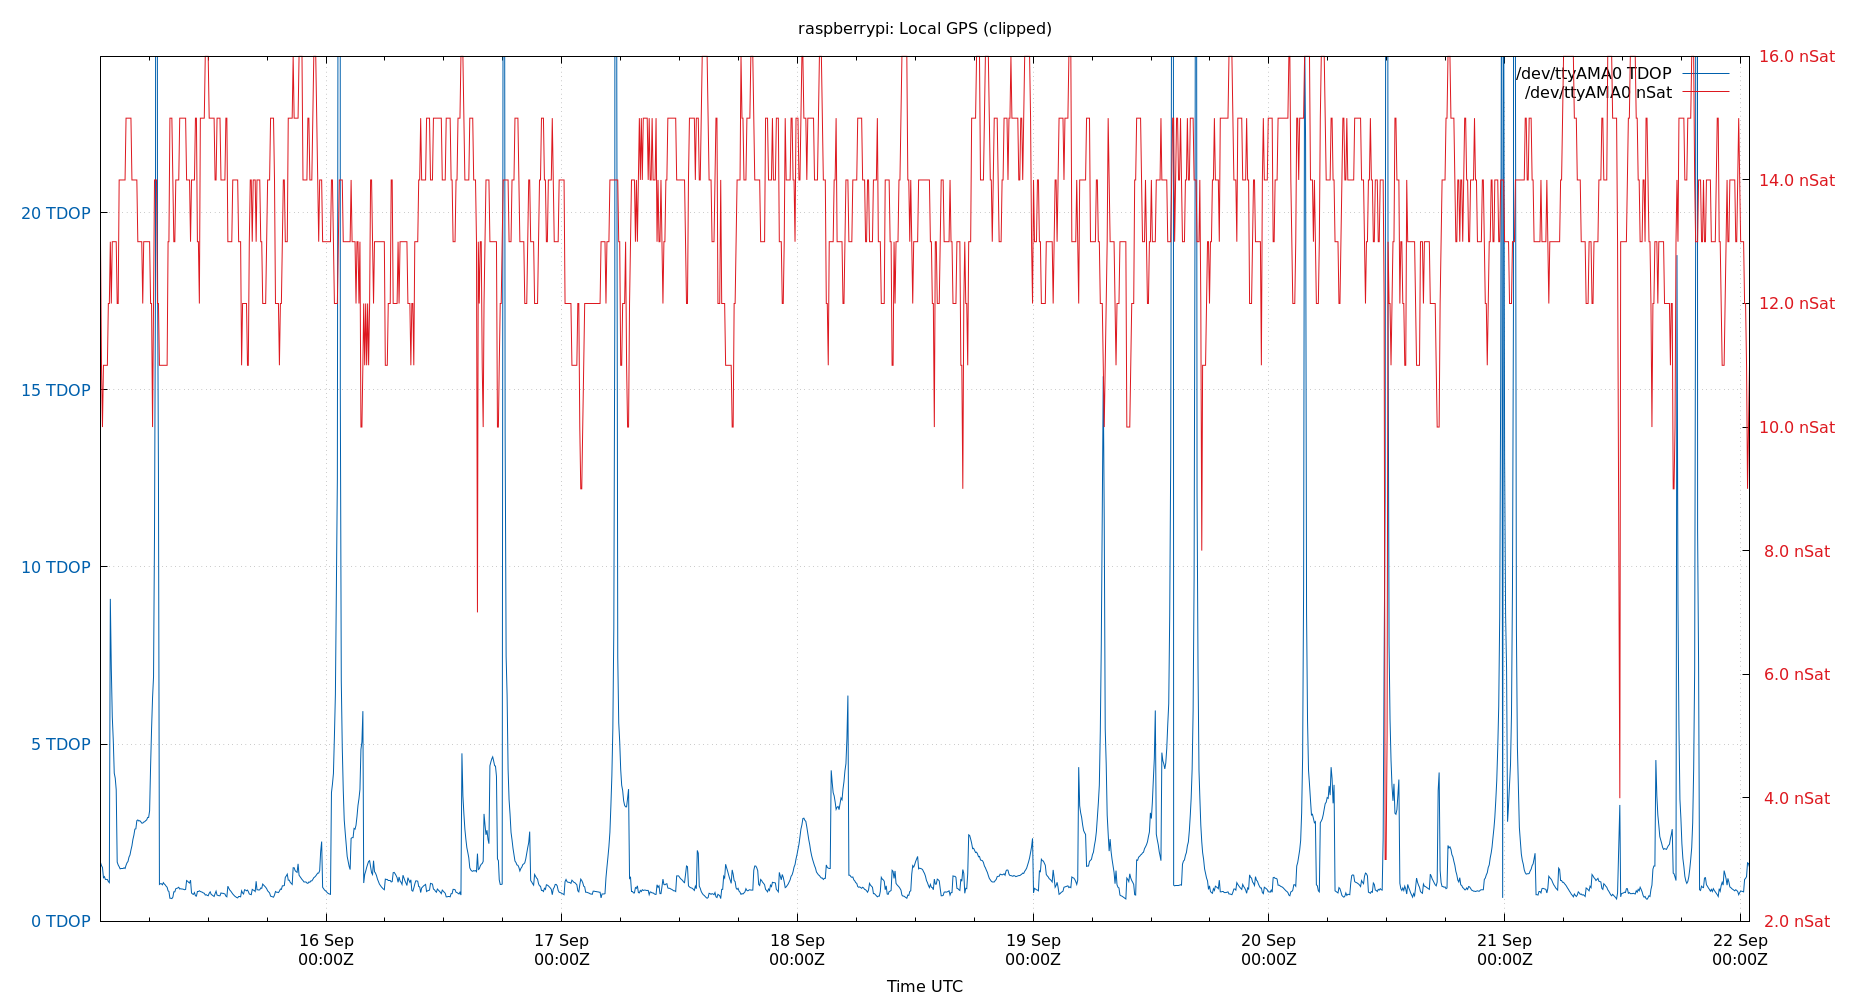 raspberrypi: Local GPS (clipped)
16.0 nSat
/dev/ttyAMA0 TDOP
/dev/ttyAMA0 nSat
14.0 nSat
20 TDOP
12.0 nSat
15 TDOP
10.0 nSat
10 TDOP
8.0 nSat
6.0 nSat
5 TDOP
4.0 nSat
0 TDOP
2.0 nSat
16 Sep 17 Sep 18 Sep 19 Sep 20 Sep 21 Sep 22 Sep
00:00Z 00:00Z 00:00Z 00:00Z 00:00Z 00:00Z 00:00Z
Time UTC